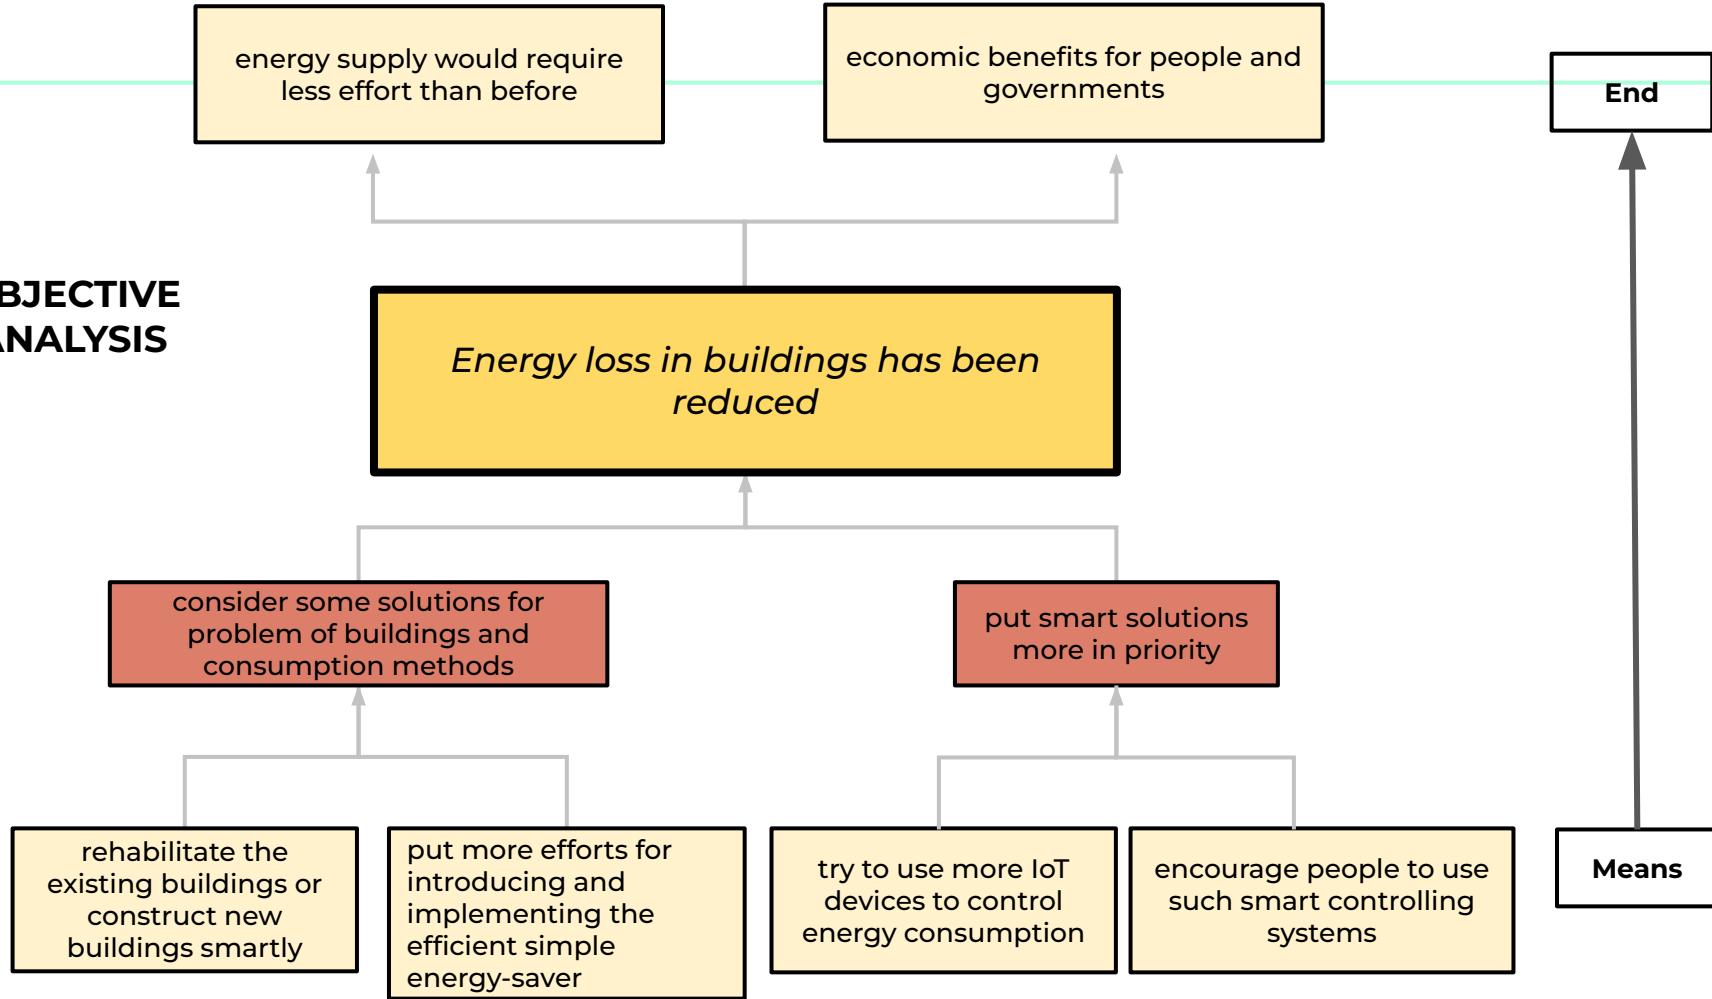 energy supply would require
less effort than before
economic benefits for people and
governments
End
BJECTIVE
ANALYSIS
Energy loss in buildings has been
reduced
consider some solutions for
problem of buildings and
consumption methods
put smart solutions
more in priority
rehabilitate the
existing buildings or
construct new
buildings smartly
put more efforts for
introducing and
implementing the
efficient simple
energy-saver
try to use more IoT
devices to control
energy consumption
encourage people to use
such smart controlling
systems
Means